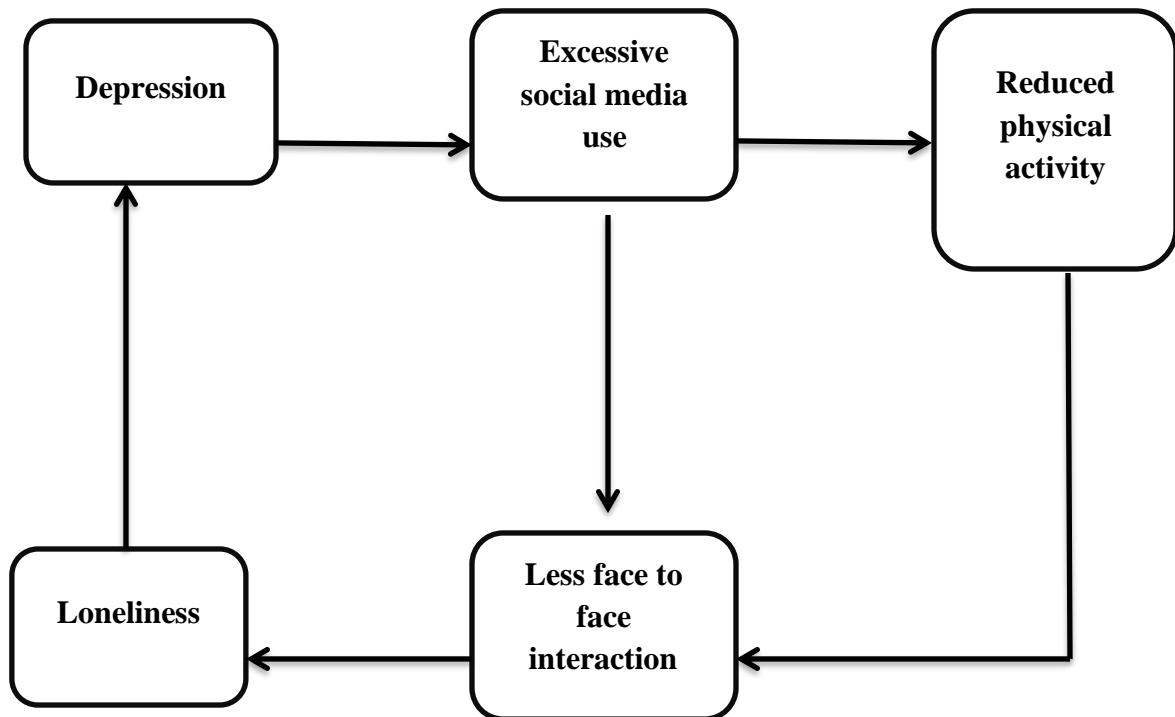 Depression
Excessive
social media
use
Reduced
physical
activity
Loneliness
Less face to
face
interaction